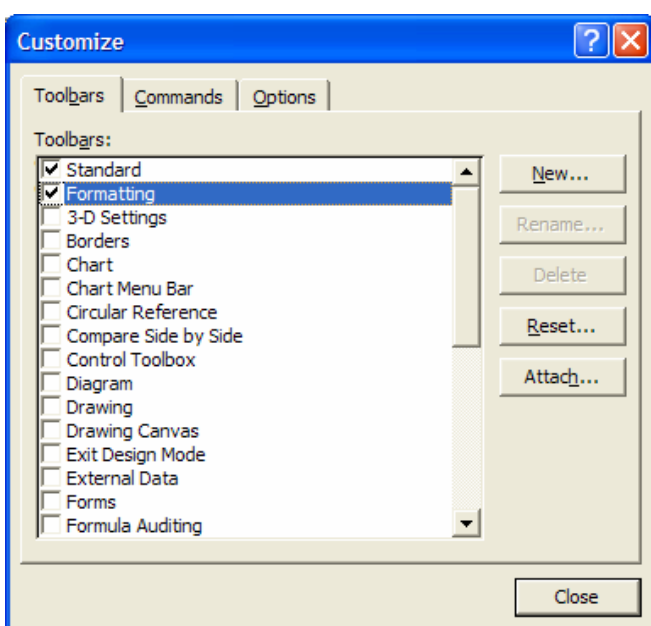 Customize
Toolbars Commands Options
Toolbars:
Standard
Formatting
3-D Settings
Borders
Chart
Chart Menu Bar
Circular Reference
Compare Side by Side
Control Toolbox
Diagram
Drawing
Drawing Canvas
Exit Design Mode
External Data
Forms
Formula Auditing
New...
Rename...
Delete
Reset...
Attach...
Close